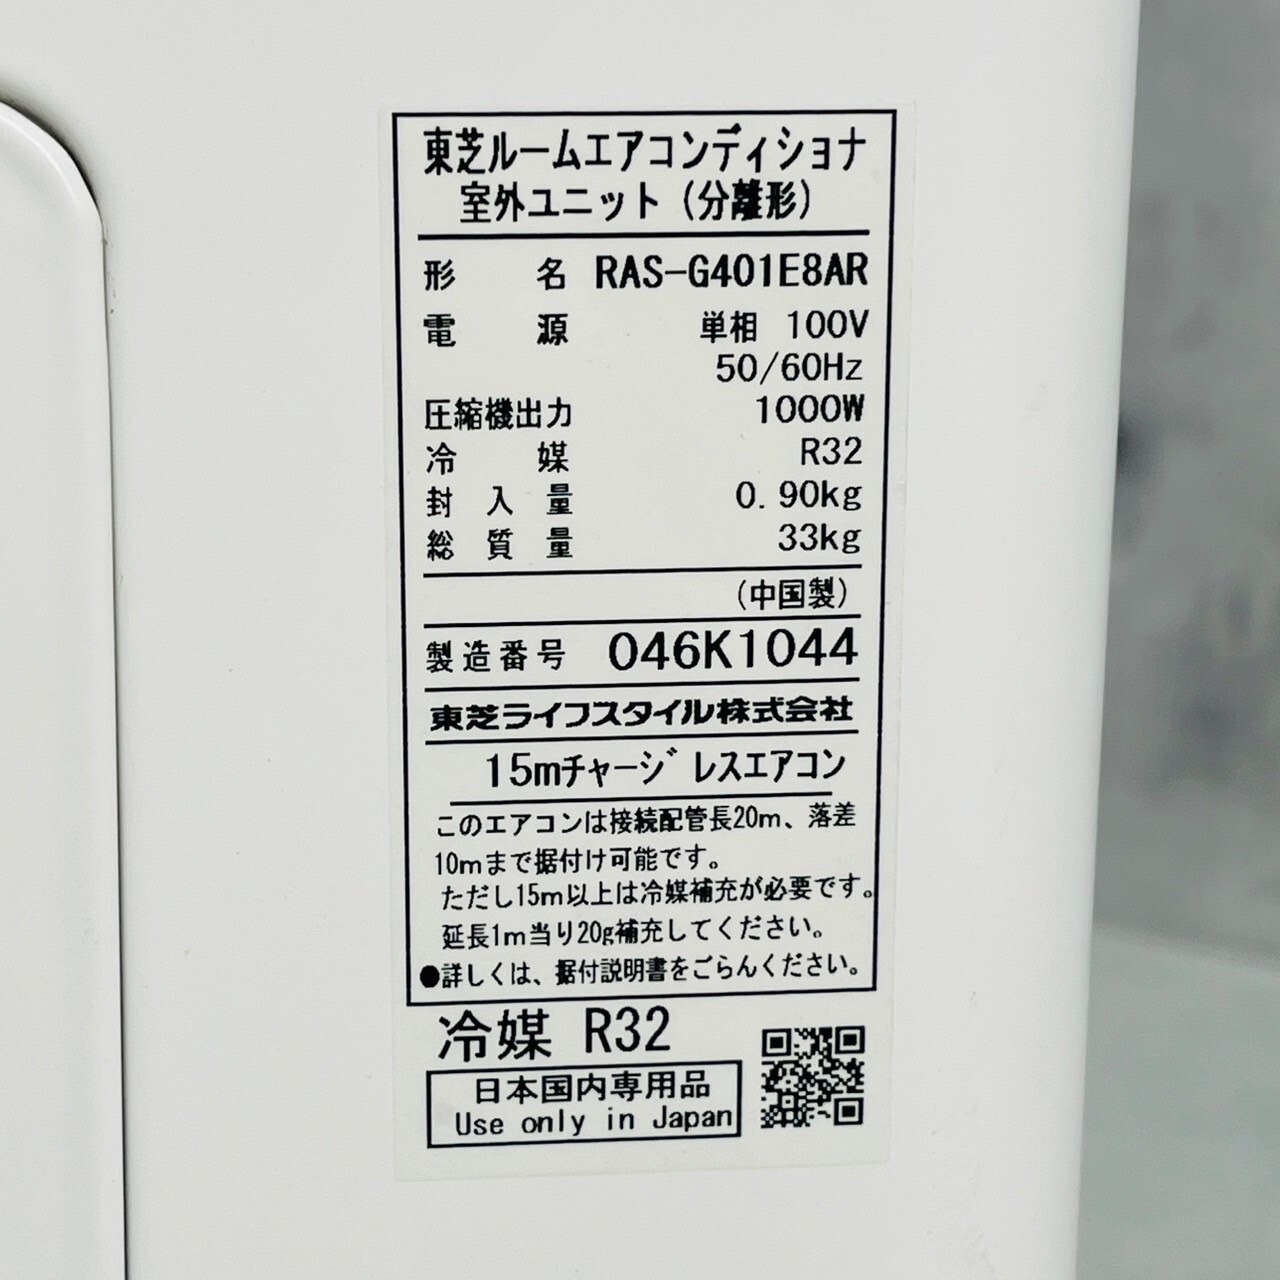 東芝ルームエアコンディショナ
室外ユニット（分離形）
形名 RAS-G401E8AR
電源 単相 100V
50/60Hz
圧縮機出力 1000W
冷媒 R32
封入量 0.90kg
総質量 33kg
（中国製）
製造番号 046K1044
東芝ライフスタイル株式会社
15mチャージレスエアコン
このエアコンは接続配管長20m、落差
10mまで据付け可能です。
ただし15m以上は冷媒補充が必要です。
延長1m当り20g補充してください。
●詳しくは、据付説明書をごらんください。
冷媒 R32
日本国内専用品
Use only in Japan